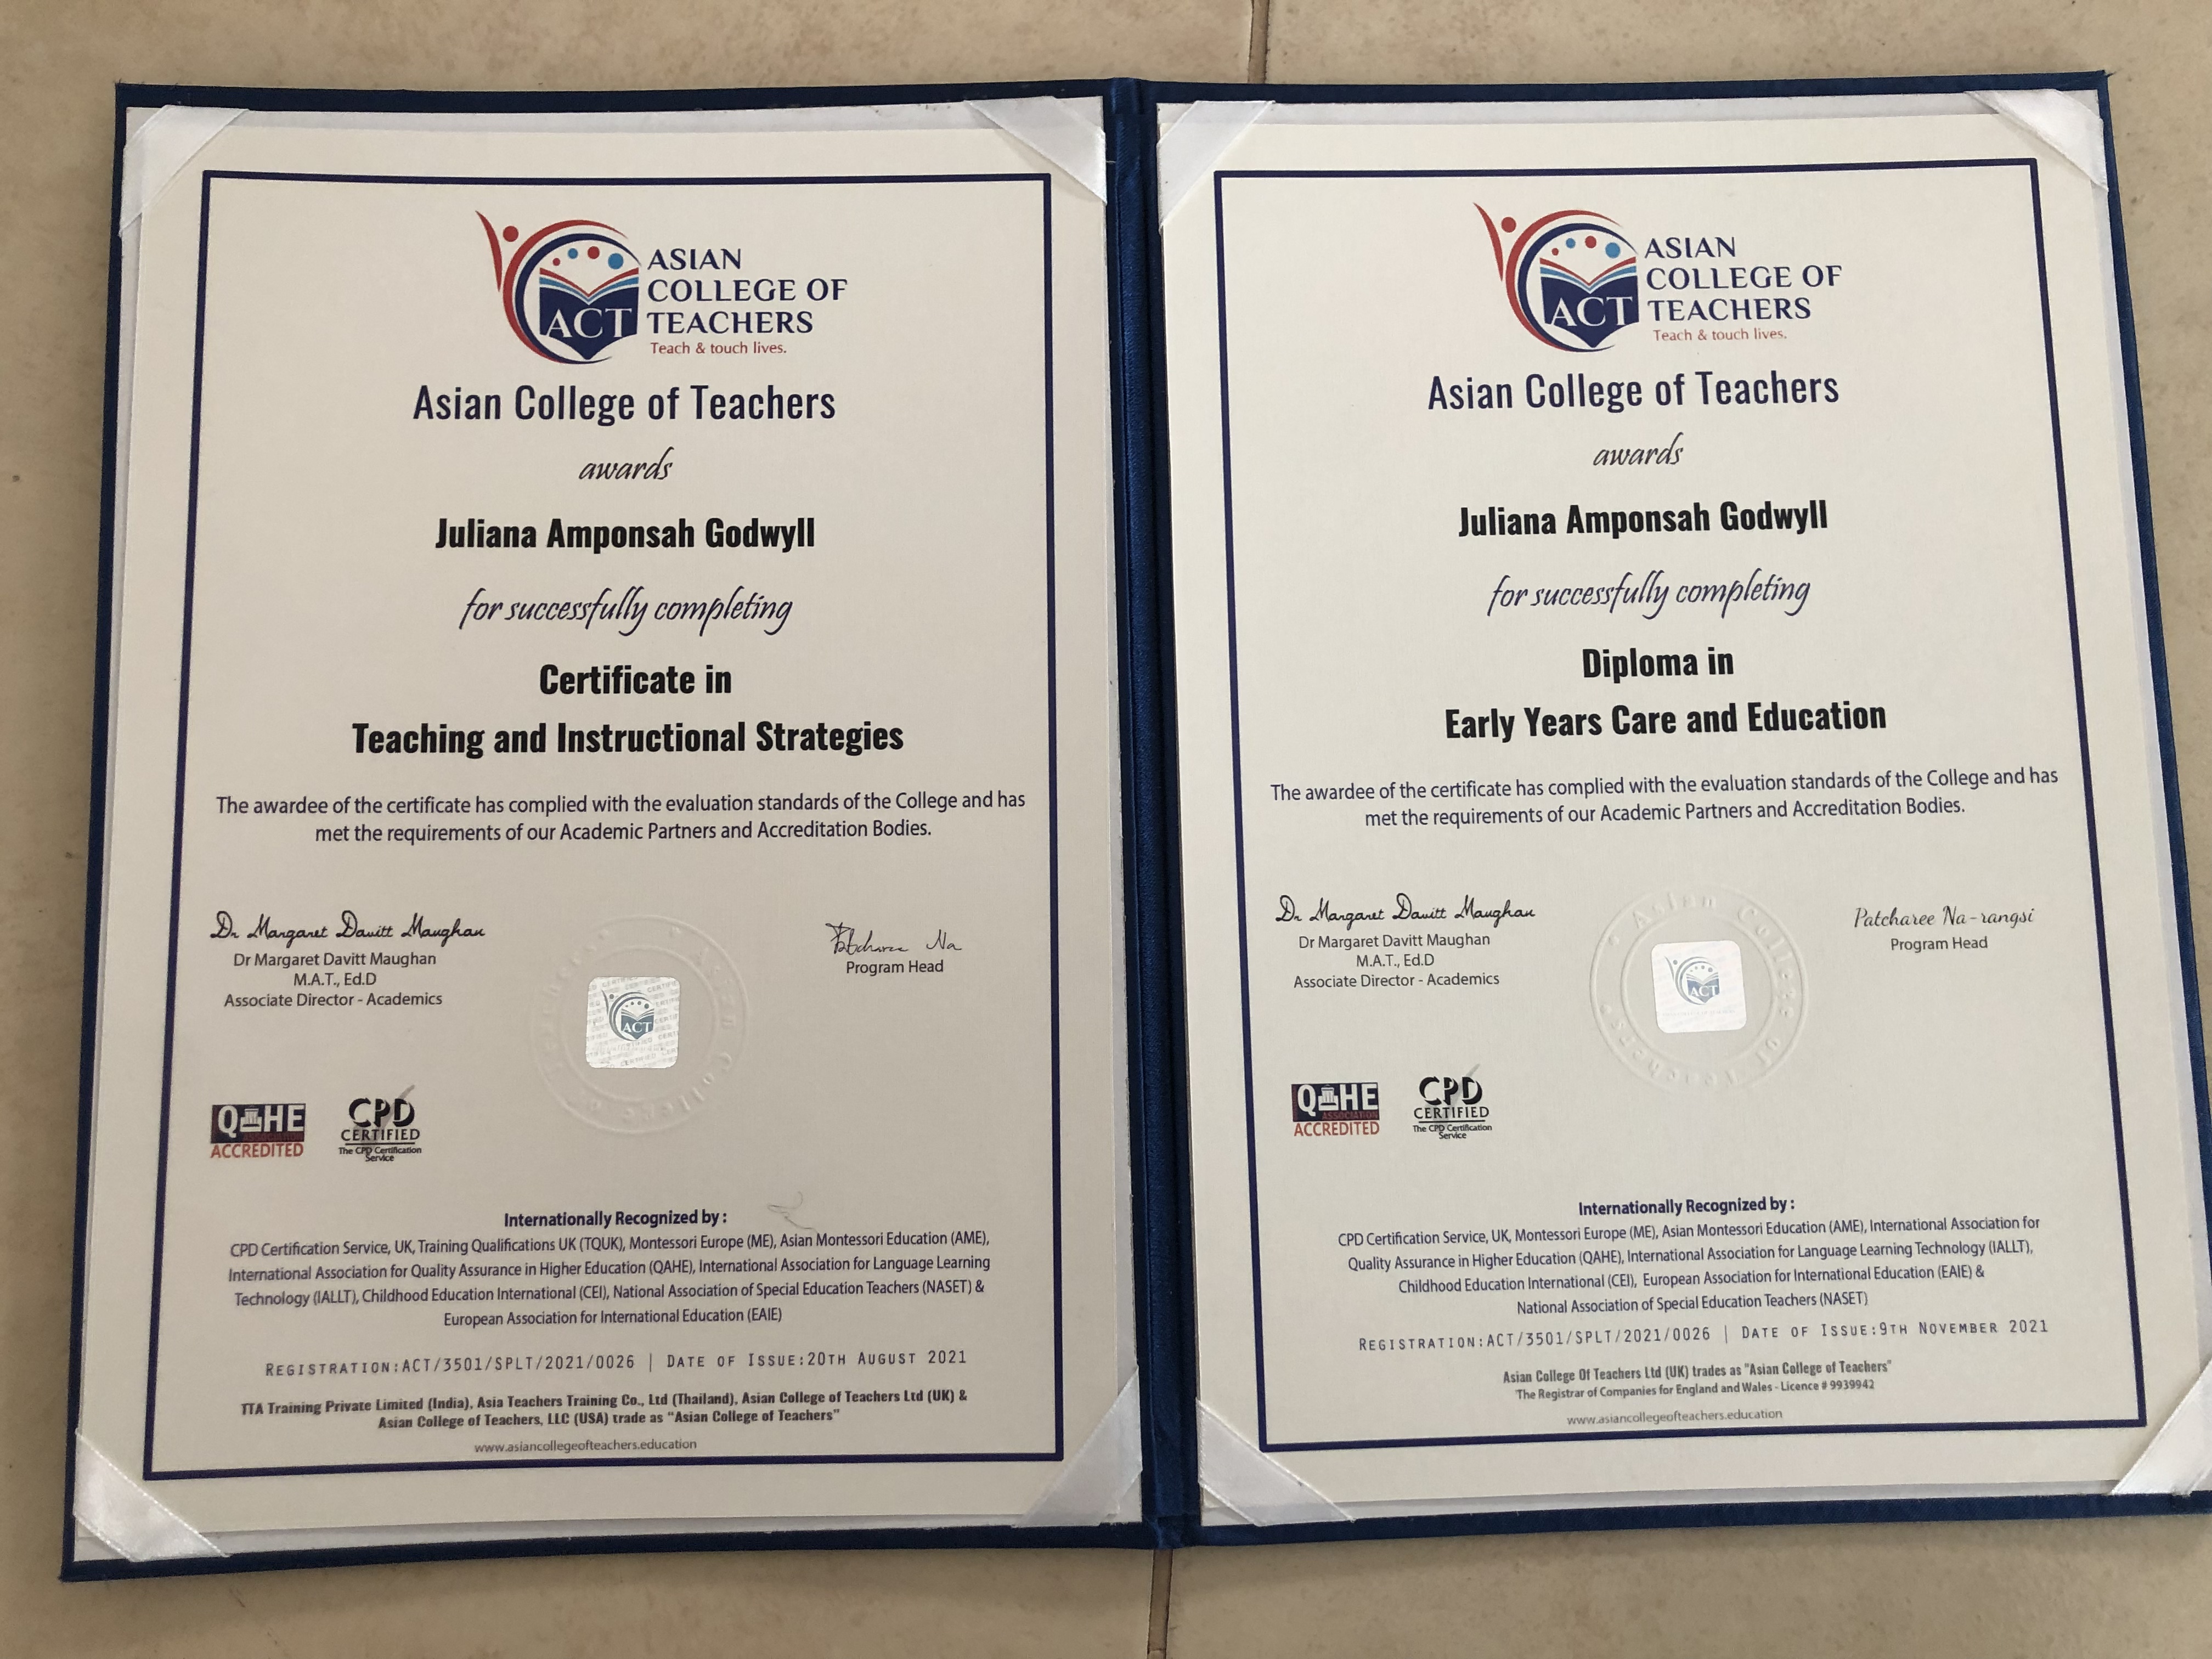 ASIAN
COLLEGE OF
TEACHERS
ACT
Teach & touch lives.
Asian College of Teachers
awards
Juliana Amponsah Godwyll
for successfully completing
Certificate in
Teaching and Instructional Strategies
The awardee of the certificate has complied with the evaluation standards of the College and has
met the requirements of our Academic Partners and Accreditation Bodies.
Dr Margaret Davitt Maughan
Dr Margaret Davitt Maughan
M.A.T., Ed.D
Associate Director - Academics
Program Head
ACT
QAHE
ASSOCIATION
ACCREDITED
CPD
CERTIFIED
The CPD Certification
Service
Internationally Recognized by :
CPD Certification Service, UK, Training Qualifications UK (TQUK), Montessori Europe (ME), Asian Montessori Education (AME),
International Association for Quality Assurance in Higher Education (QAHE), International Association for Language Learning
Technology (IALLT), Childhood Education International (CEI), National Association of Special Education Teachers (NASET) &
European Association for International Education (EAIE)
REGISTRATION:ACT/3501/SPLT/2021/0026 | DATE OF ISSUE:20TH AUGUST 2021
TTA Training Private Limited (India), Asia Teachers Training Co., Ltd (Thailand), Asian College of Teachers Ltd (UK) &
Asian College of Teachers, LLC (USA) trade as "Asian College of Teachers"
www.asiancollegeofteachers.education
ASIAN
COLLEGE OF
TEACHERS
ACT
Teach & touch lives.
Asian College of Teachers
awards
Juliana Amponsah Godwyll
for successfully completing
Diploma in
Early Years Care and Education
The awardee of the certificate has complied with the evaluation standards of the College and has
met the requirements of our Academic Partners and Accreditation Bodies.
Dr Margaret Davitt Maughan
Dr Margaret Davitt Maughan
M.A.T., Ed.D
Associate Director - Academics
Patcharee Na-rangsi
Program Head
Asian College of Teachers
ACT
QAHE
ASSOCIATION
ACCREDITED
CPD
CERTIFIED
The CPD Certification
Service
Internationally Recognized by :
CPD Certification Service, UK, Montessori Europe (ME), Asian Montessori Education (AME), International Association for
Quality Assurance in Higher Education (QAHE), International Association for Language Learning Technology (IALLT),
Childhood Education International (CEI), European Association for International Education (EAIE) &
National Association of Special Education Teachers (NASET)
REGISTRATION:ACT/3501/SPLT/2021/0026 | DATE OF ISSUE:9TH NOVEMBER 2021
Asian College Of Teachers Ltd (UK) trades as "Asian College of Teachers"
'The Registrar of Companies for England and Wales - Licence # 9939942
www.asiancollegeofteachers.education